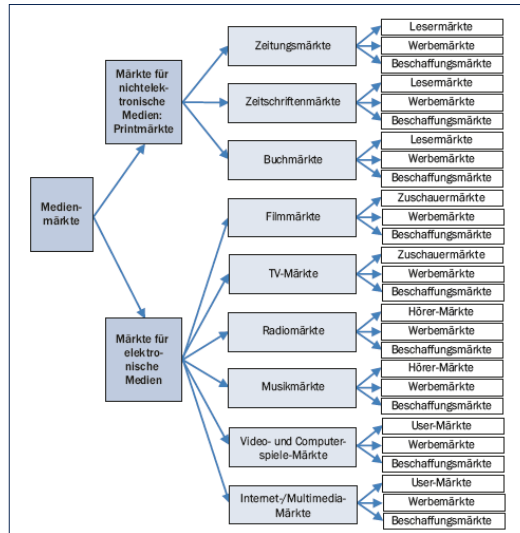 Medien-
märkte
Märkte für
nichtelek-
tronische
Medien:
Printmärkte
Zeitungsmärkte
Lesermärkte
Werbemärkte
Beschaffungsmärkte
Zeitschriftenmärkte
Lesermärkte
Werbemärkte
Beschaffungsmärkte
Buchmärkte
Lesermärkte
Werbemärkte
Beschaffungsmärkte
Märkte für
elektro-
nische
Medien
Filmmärkte
Zuschauermärkte
Werbemärkte
Beschaffungsmärkte
TV-Märkte
Zuschauermärkte
Werbemärkte
Beschaffungsmärkte
Radiomärkte
Hörer-Märkte
Werbemärkte
Beschaffungsmärkte
Musikmärkte
Hörer-Märkte
Werbemärkte
Beschaffungsmärkte
Video- und Computer-
spiele-Märkte
User-Märkte
Werbemärkte
Beschaffungsmärkte
Internet-/Multimedia-
Märkte
User-Märkte
Werbemärkte
Beschaffungsmärkte